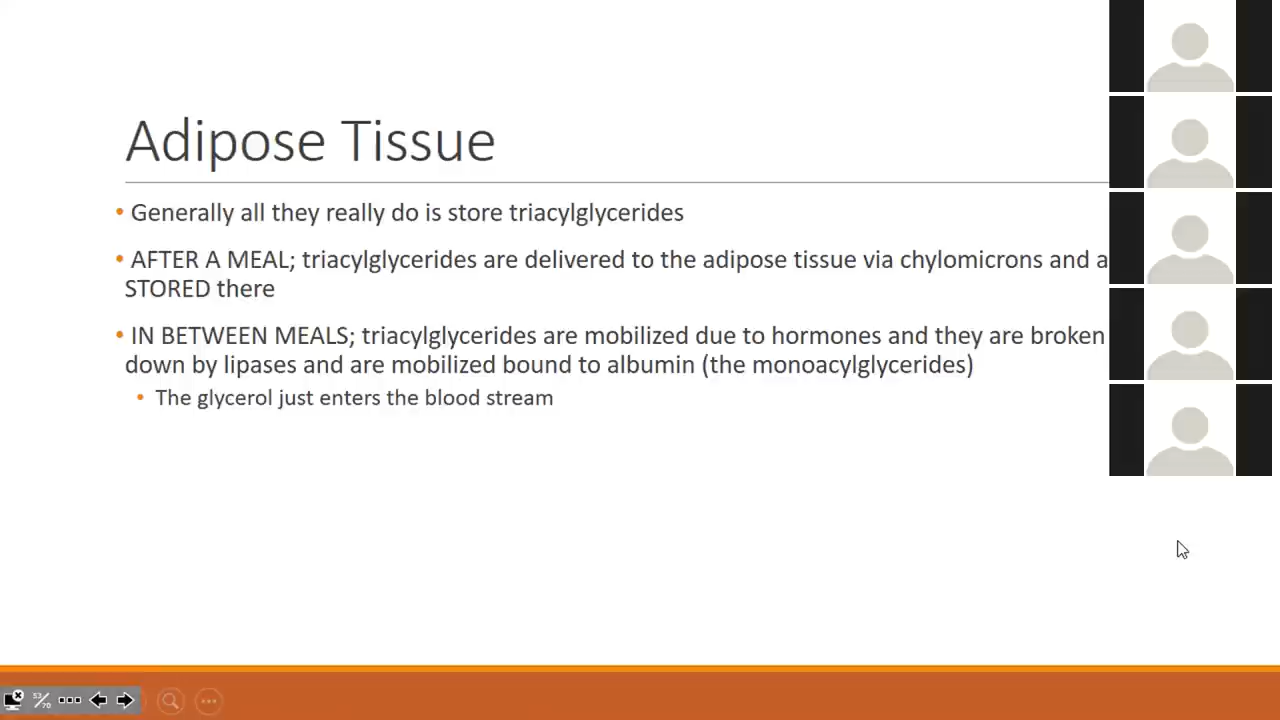 Adipose Tissue
• Generally all they really do is store triacylglycerides
• AFTER A MEAL; triacylglycerides are delivered to the adipose tissue via chylomicrons and a
STORED there
• IN BETWEEN MEALS; triacylglycerides are mobilized due to hormones and they are broken
down by lipases and are mobilized bound to albumin (the monoacylglycerides)
• The glycerol just enters the blood stream
53/70